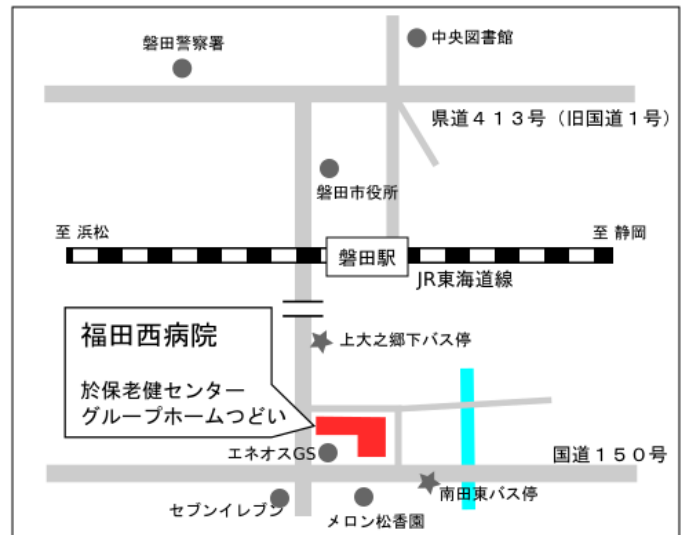 磐田警察署
中央図書館
県道４１３号（旧国道１号）
磐田市役所
至 浜松
至 静岡
磐田駅
JR東海道線
福田西病院
上大之郷下バス停
於保老健センター
グループホームつどい
エネオスGS
国道１５０号
南田東バス停
セブンイレブン
メロン松香園